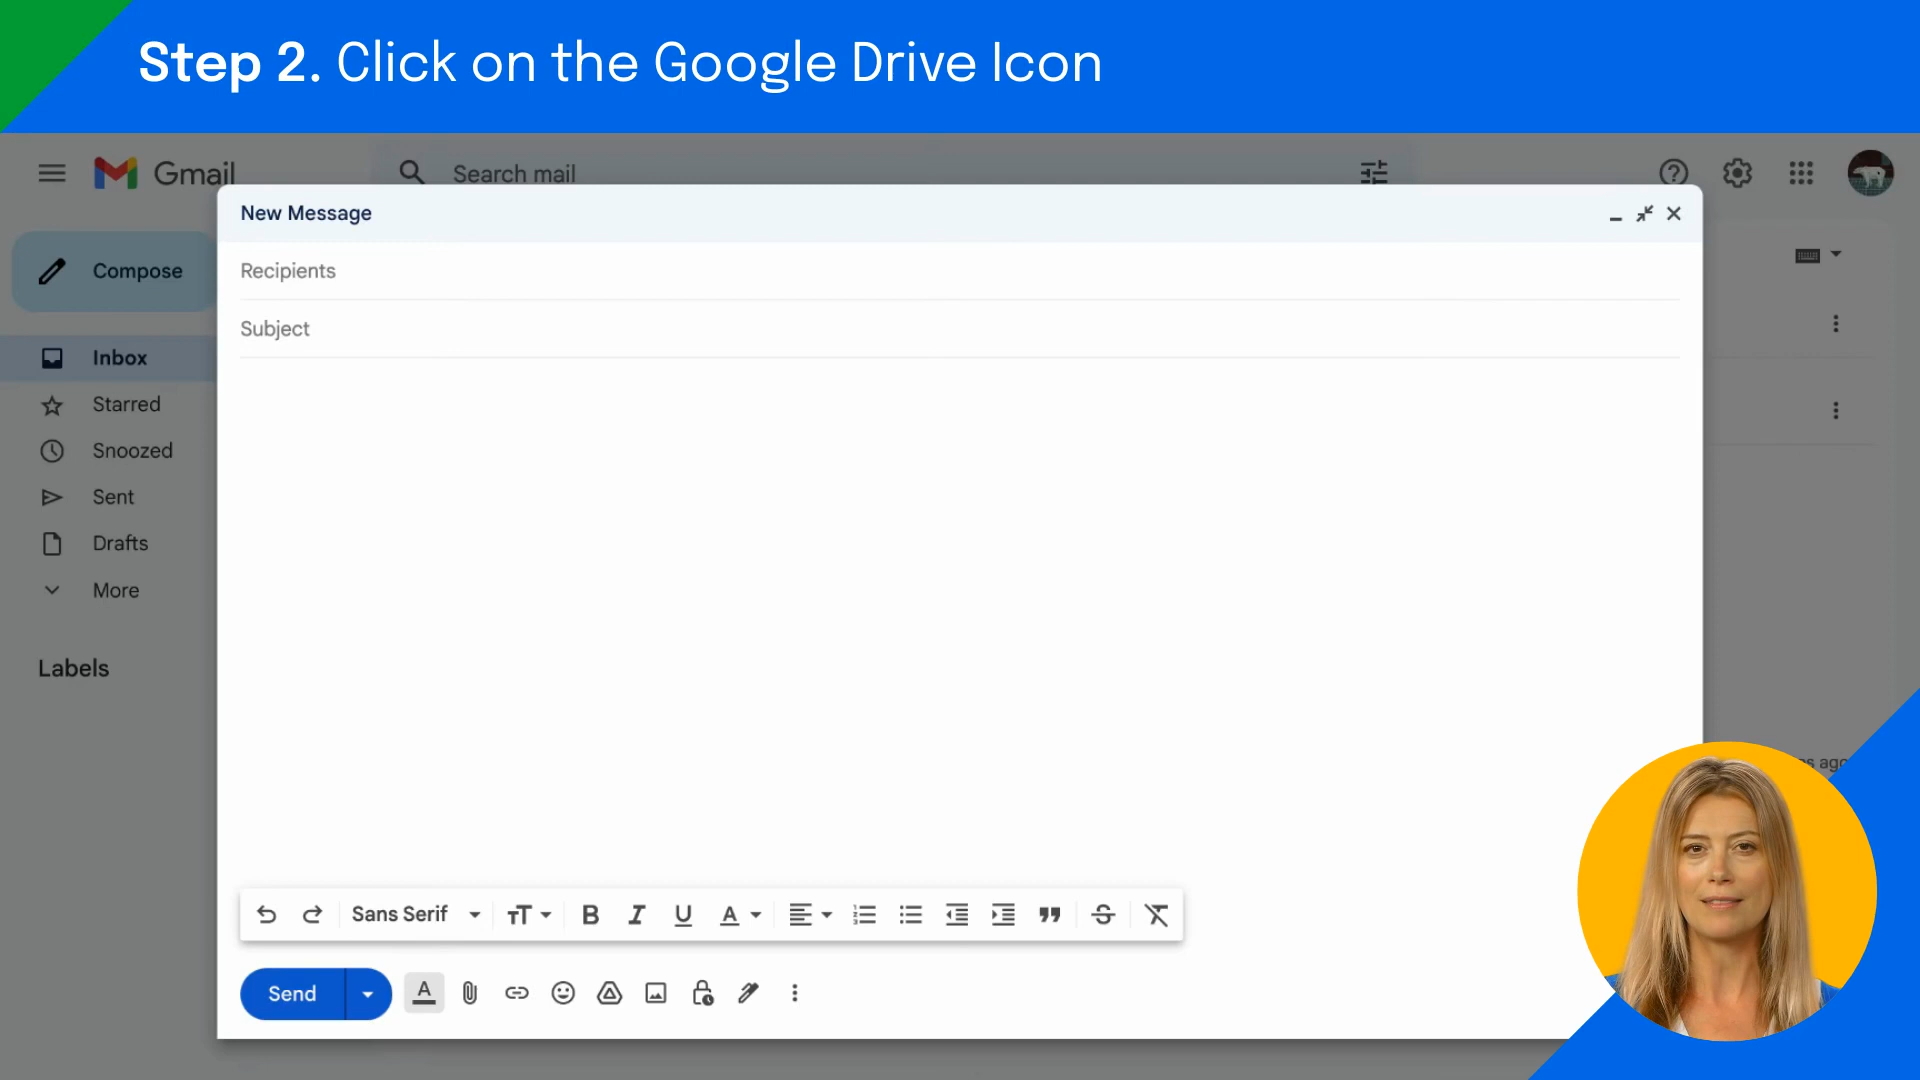 Step 2. Click on the Google Drive Icon
Gmail
Search mail
New Message
Compose
Recipients
Subject
Inbox
Starred
Snoozed
Sent
Drafts
More
Labels
ago
Sans Serif
Send